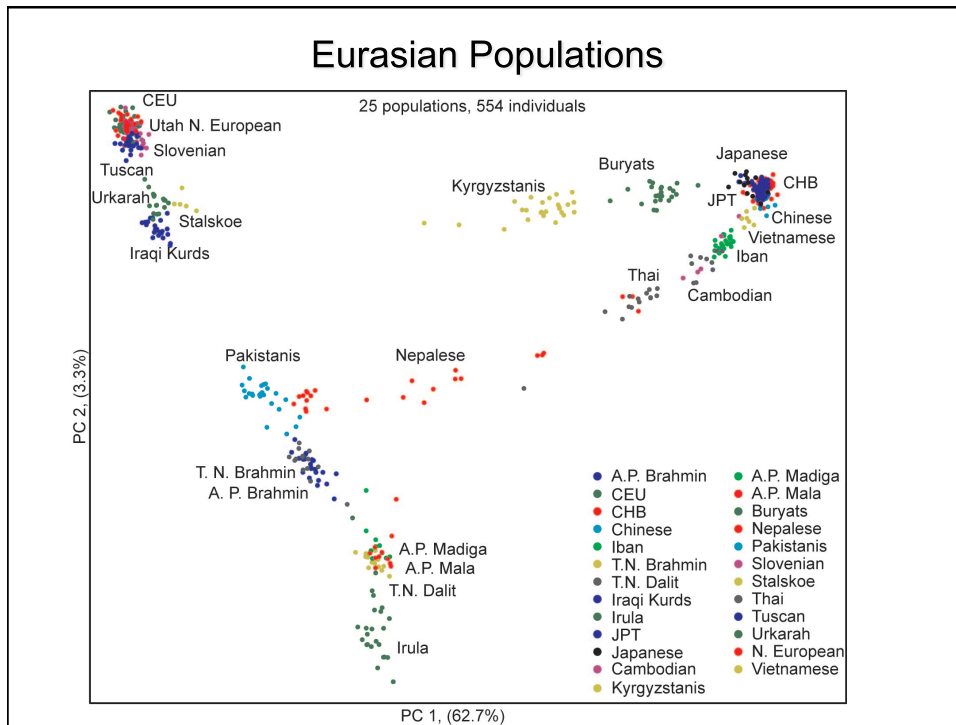 Eurasian Populations
25 populations, 554 individuals
CEU
Utah N. European
Slovenian
Tuscan
Urkarah
Stalskoe
Iraqi Kurds
Kyrgyzstanis
Buryats
Japanese
CHB
JPT
Chinese
Vietnamese
Iban
Cambodian
Thai
Pakistanis
Nepalese
T. N. Brahmin
A. P. Brahmin
A.P. Madiga
A.P. Mala
T.N. Dalit
Irula
PC 2, (3.3%)
PC 1, (62.7%)
A.P. Brahmin
CEU
CHB
Chinese
Iban
T.N. Brahmin
T.N. Dalit
Iraqi Kurds
Irula
JPT
Japanese
Cambodian
Kyrgyzstanis
A.P. Madiga
A.P. Mala
Buryats
Nepalese
Pakistanis
Slovenian
Stalskoe
Thai
Tuscan
Urkarah
N. European
Vietnamese